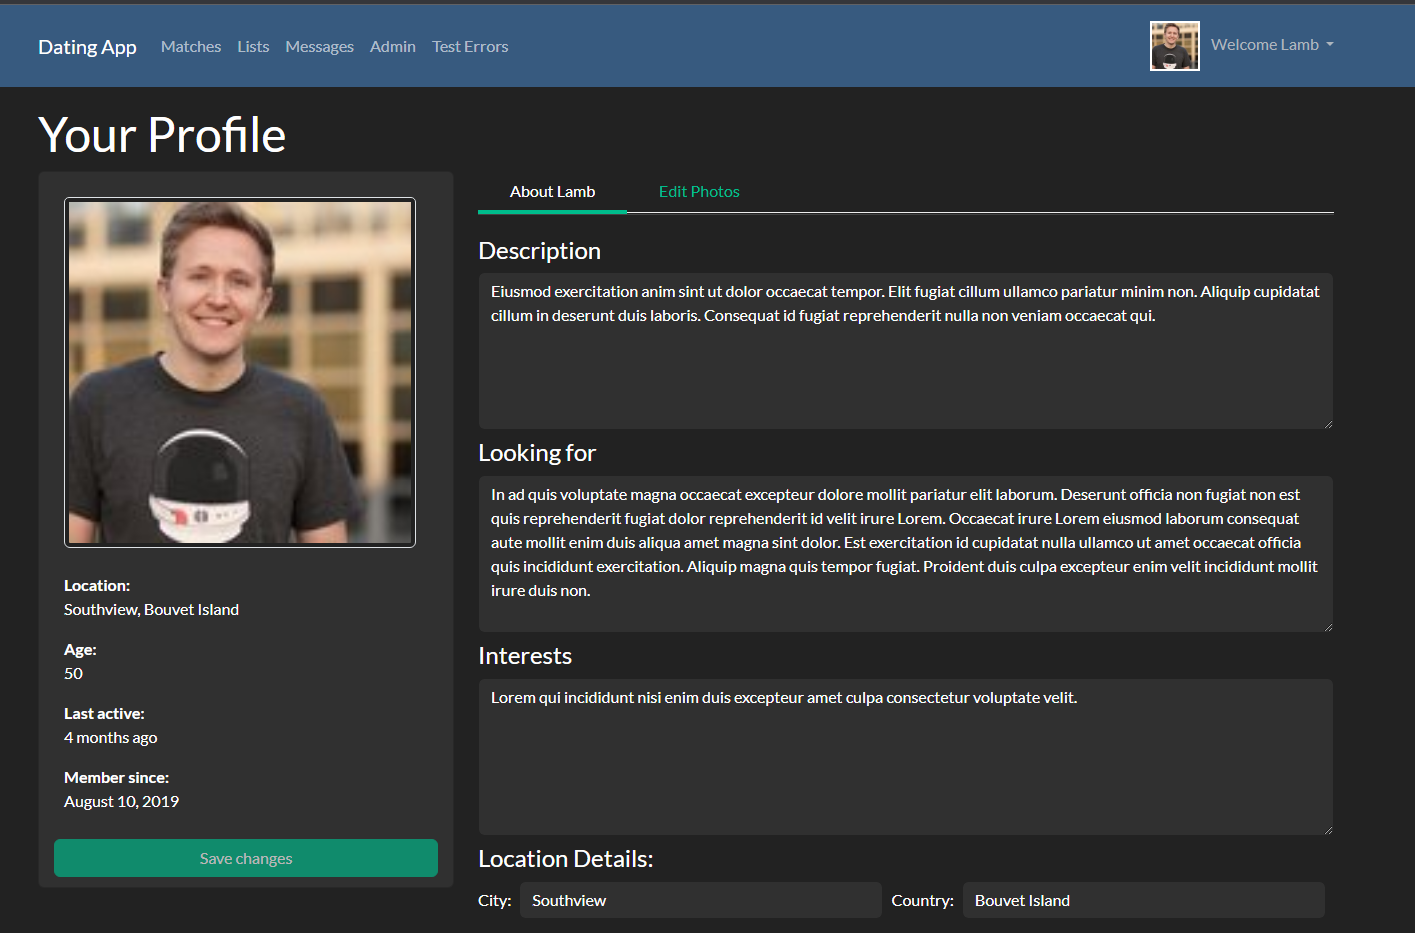 Dating App Matches Lists Messages Admin Test Errors Welcome Lamb
Your Profile
About Lamb Edit Photos
Location:
Southview, Bouvet Island
Age:
50
Last active:
4 months ago
Member since:
August 10, 2019
Save changes
Description
Eiusmod exercitation anim sint ut dolor occaecat tempor. Elit fugiat cillum ullamco pariatur minim non. Aliquip cupidatat
cillum in deserunt duis laboris. Consequat id fugiat reprehenderit nulla non veniam occaecat qui.
Looking for
In ad quis voluptate magna occaecat excepteur dolore mollit pariatur elit laborum. Deserunt officia non fugiat non est
quis reprehenderit fugiat dolor reprehenderit id velit irure Lorem. Occaecat irure Lorem eiusmod laborum consequat
aute mollit enim duis aliqua amet magna sint dolor. Est exercitation id cupidatat nulla ullamco ut amet occaecat officia
quis incididunt exercitation. Aliquip magna quis tempor fugiat. Proident duis culpa excepteur enim velit incididunt mollit
irure duis non.
Interests
Lorem qui incididunt nisi enim duis excepteur amet culpa consectetur voluptate velit.
Location Details:
City: Southview Country: Bouvet Island